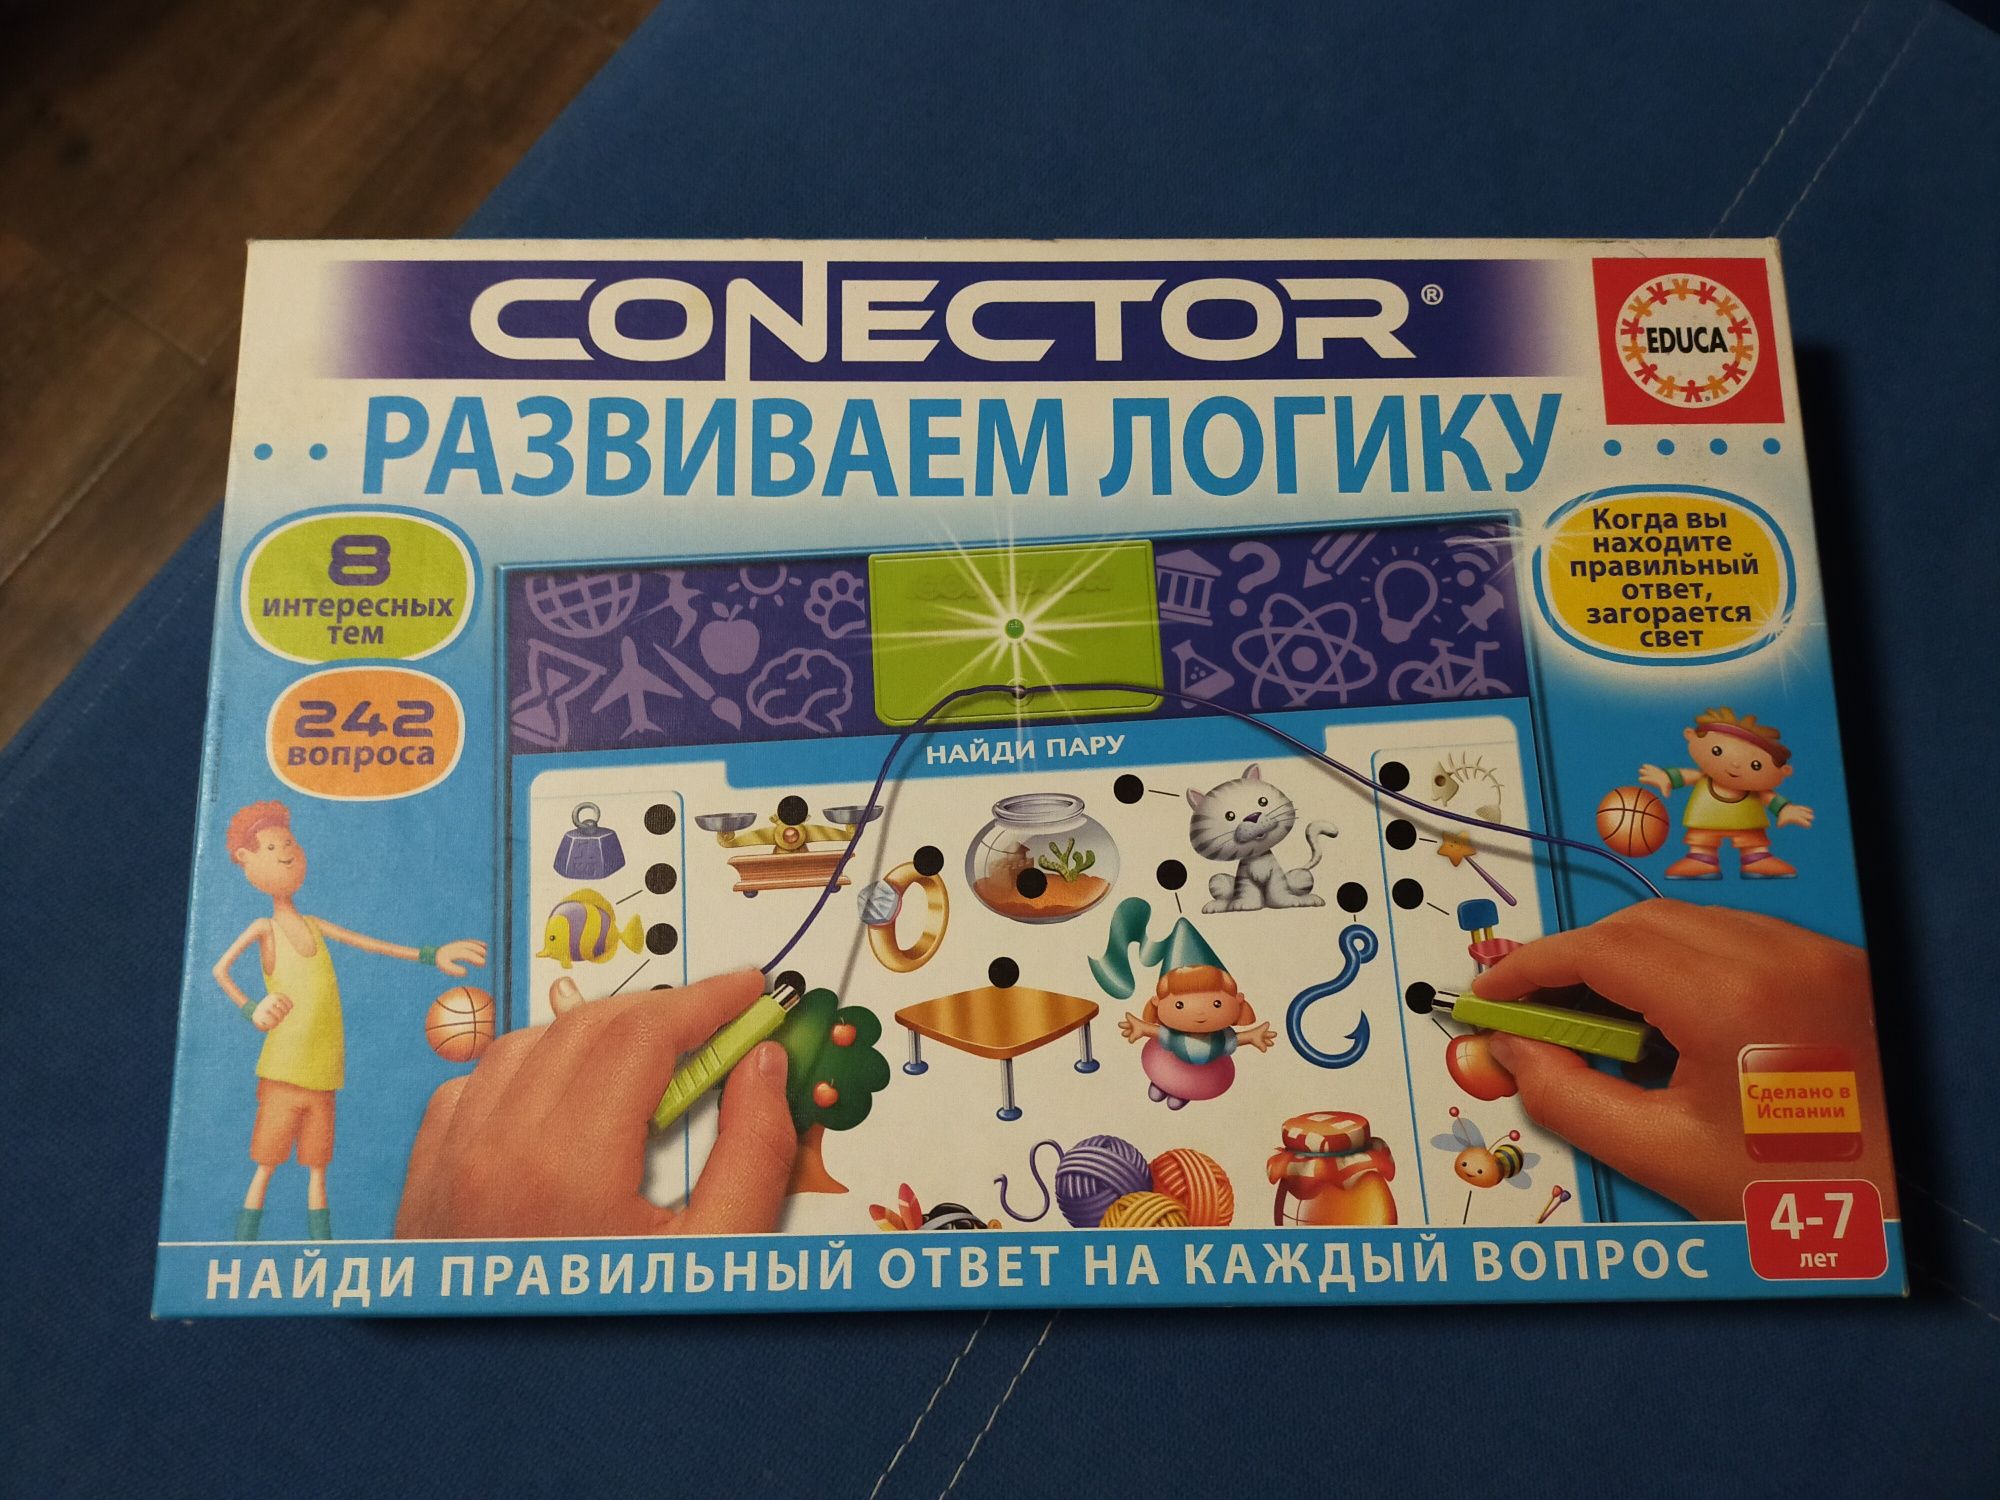 CONECTOR®
EDUCA
РАЗВИВАЕМ ЛОГИКУ
8
интересных
тем
242
вопроса
Когда вы
находите
правильный
ответ,
загорается
свет
НАЙДИ ПАРУ
Сделано в
Испании
4-7
лет
НАЙДИ ПРАВИЛЬНЫЙ ОТВЕТ НА КАЖДЫЙ ВОПРОС